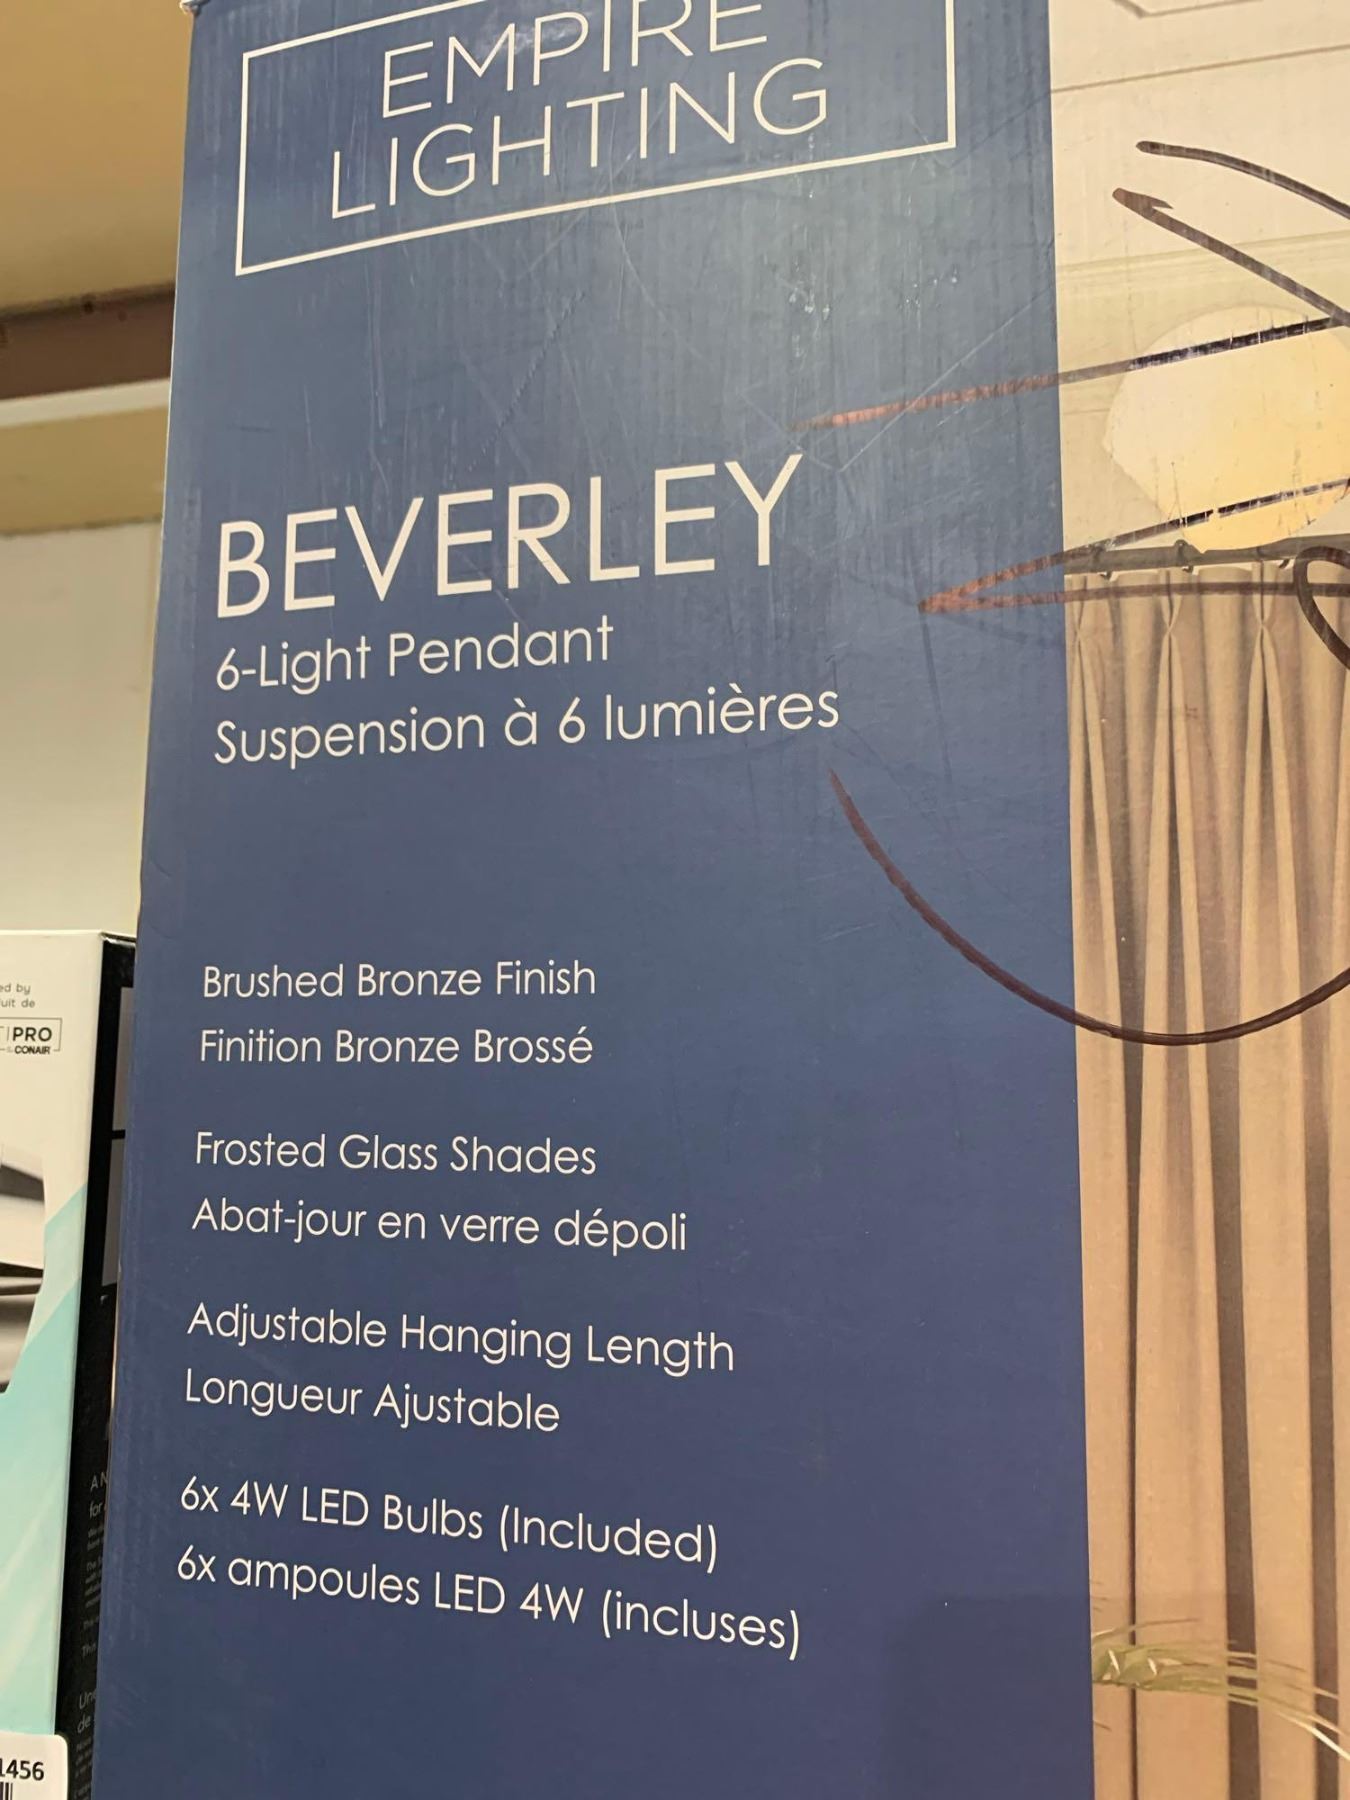 EMPIRE
LIGHTING
BEVERLEY
6-Light Pendant
Suspension à 6 lumières
Brushed Bronze Finish
Finition Bronze Brossé
Frosted Glass Shades
Abat-jour en verre dépoli
Adjustable Hanging Length
Longueur Ajustable
6x 4W LED Bulbs (Included)
6x ampoules LED 4W (incluses)
by
de
PRO
CONAIR
1456